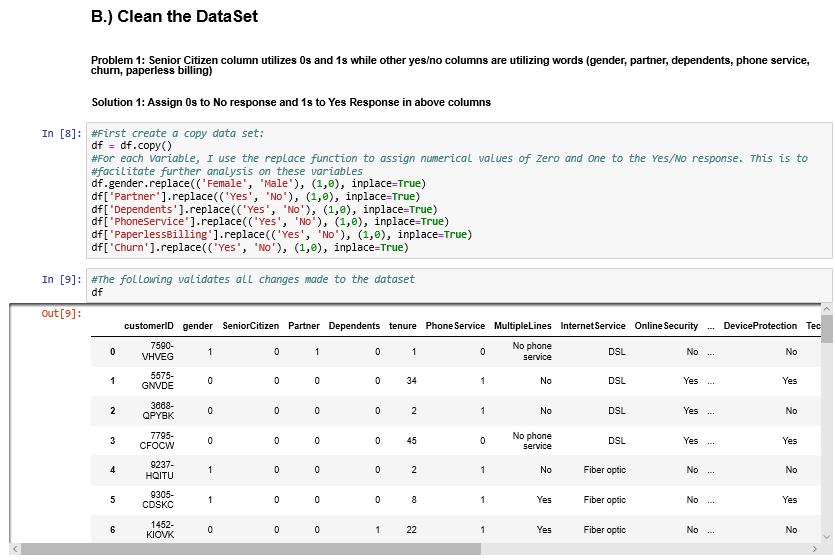 B.) Clean the DataSet
Problem 1: Senior Citizen column utilizes 0s and 1s while other yes/no columns are utilizing words (gender, partner, dependents, phone service,
churn, paperless billing)
Solution 1: Assign 0s to No response and 1s to Yes Response in above columns
In [8]: #First create a copy data set:
df = df.copy()
#For each Variable, I use the replace function to assign numerical values of Zero and One to the Yes/No response. This is to
#facilitate further analysis on these variables
df.gender.replace(('Female', 'Male'), (1,0), inplace=True)
df['Partner'].replace(('Yes', 'No'), (1,0), inplace=True)
df['Dependents'].replace(('Yes', 'No'), (1,0), inplace=True)
df['PhoneService'].replace(('Yes', 'No'), (1,0), inplace=True)
df['PaperlessBilling'].replace(('Yes', 'No'), (1,0), inplace=True)
df['Churn'].replace(('Yes', 'No'), (1,0), inplace=True)
In [9]: #The following validates all changes made to the dataset
df
Out[9]:
customerID gender SeniorCitizen Partner Dependents tenure PhoneService MultipleLines InternetService OnlineSecurity ... DeviceProtection Tec
0 7590-VHVEG 1 0 1 0 1 0 No phone service DSL No ... No
1 5575-GNVDE 0 0 0 0 34 1 No DSL Yes ... Yes
2 3668-QPYBK 0 0 0 0 2 1 No DSL Yes ... No
3 7795-CFOCW 0 0 0 0 45 0 No phone service DSL Yes ... Yes
4 9237-HQITU 1 0 0 0 2 1 No Fiber optic No ... No
5 9305-CDSKC 1 0 0 0 8 1 Yes Fiber optic No ... Yes
6 1452-KIOVK 0 0 0 1 22 1 Yes Fiber optic No ... No